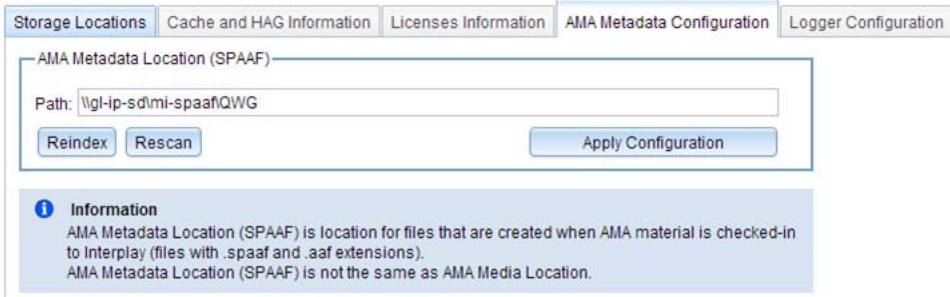 Storage Locations Cache and HAG Information Licenses Information AMA Metadata Configuration Logger Configuration
AMA Metadata Location (SPAAF)
Path: \\gl-ip-sd\mi-spaaf\QWG
Reindex Rescan Apply Configuration
Information
AMA Metadata Location (SPAAF) is location for files that are created when AMA material is checked-in
to Interplay (files with .spaaf and .aaf extensions).
AMA Metadata Location (SPAAF) is not the same as AMA Media Location.